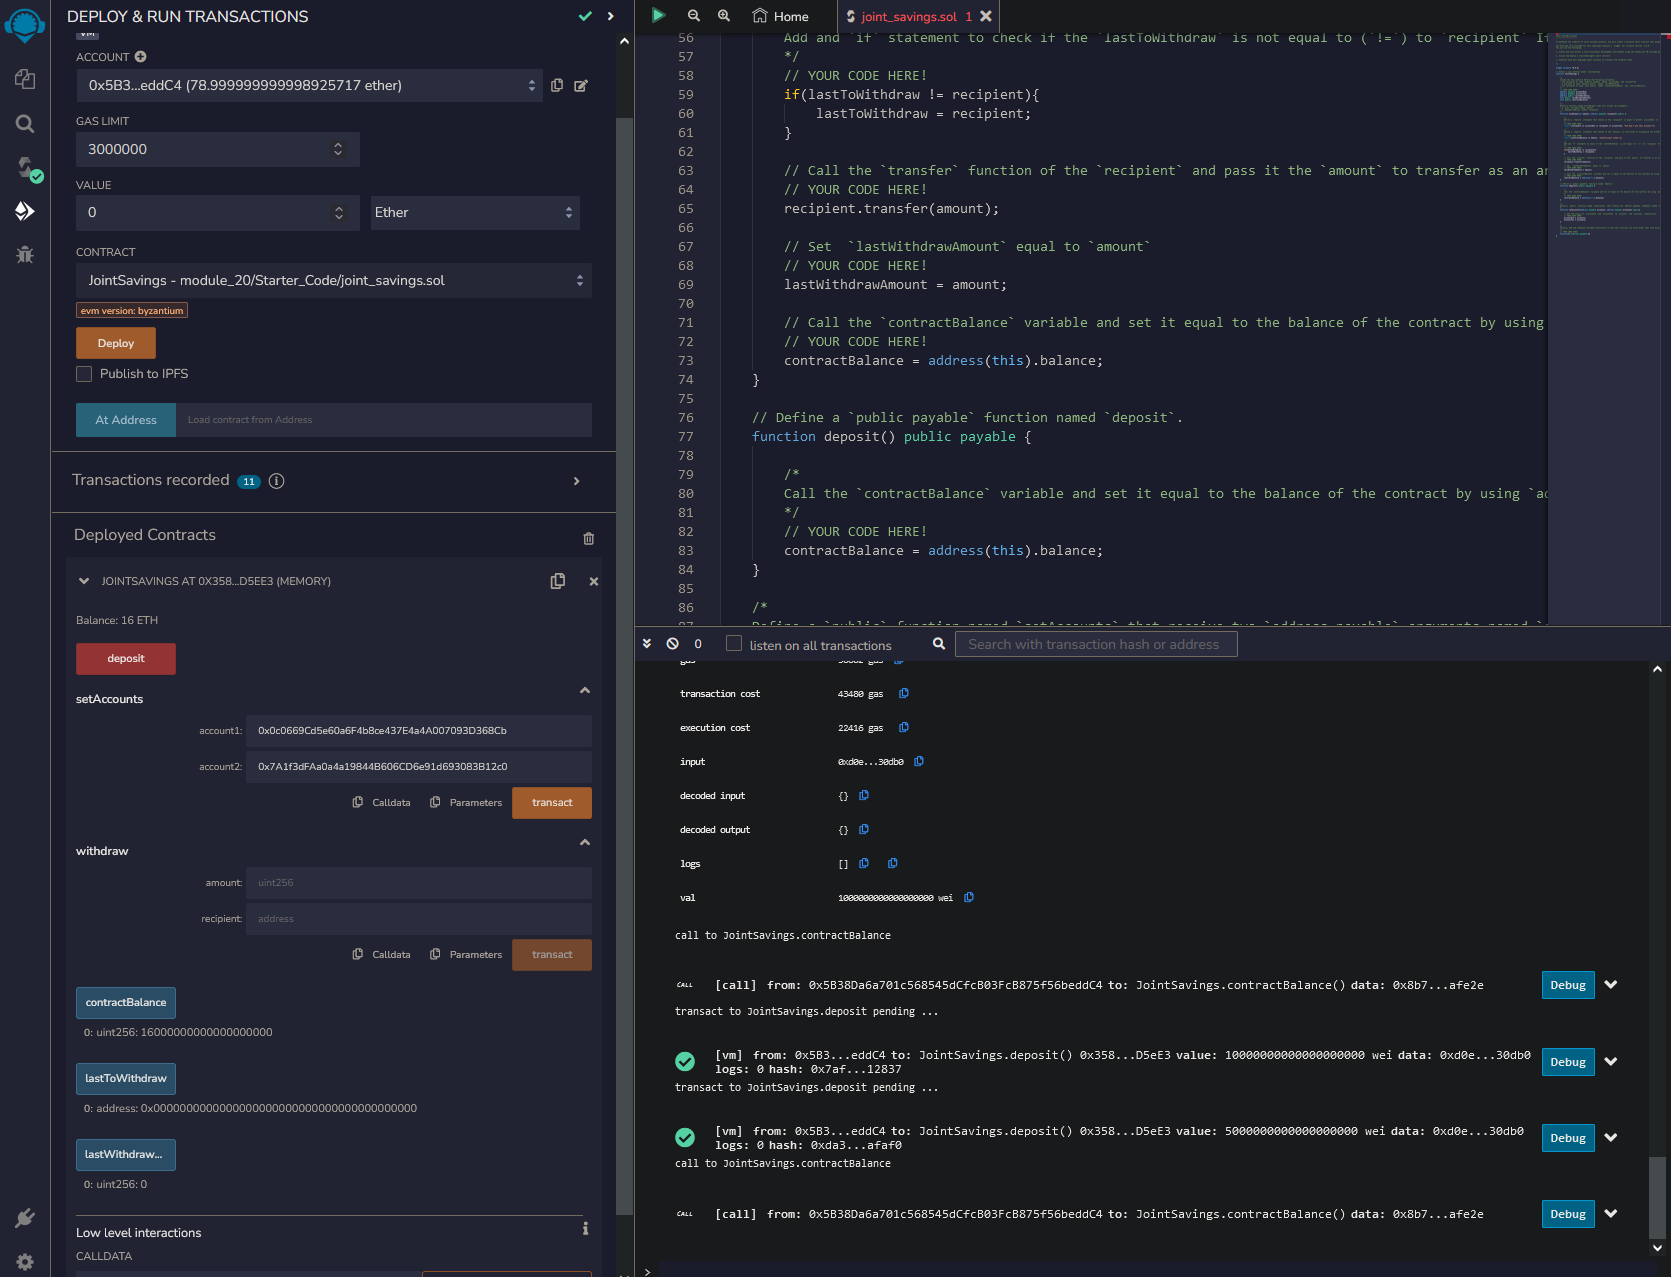 DEPLOY & RUN TRANSACTIONS
VM
ACCOUNT
0x5B3...eddC4 (78.999999999998925717 ether)
GAS LIMIT
3000000
VALUE
0
Ether
CONTRACT
JointSavings - module_20/Starter_Code/joint_savings.sol
evm version: byzantium
Deploy
Publish to IPFS
At Address
Load contract from Address
Transactions recorded 11 i
Deployed Contracts
JOINTSAVINGS AT 0X358...D5EE3 (MEMORY)
Balance: 16 ETH
deposit
setAccounts
account1: 0x0c0669Cd5e60a6F4b8ce437E4a4A007093D368Cb
account2: 0x7A1f3dFAa0a4a19844B606CD6e91d693083B12c0
Calldata Parameters transact
withdraw
amount: uint256
recipient: address
Calldata Parameters transact
contractBalance
0: uint256: 16000000000000000000
lastToWithdraw
0: address: 0x0000000000000000000000000000000000000000
lastWithdraw...
0: uint256: 0
Low level interactions
CALLDATA
Home
joint_savings.sol 1
56 Add and `if` statement to check if the `lastToWithdraw` is not equal to (`!=`) to `recipient` If
57 */
58 // YOUR CODE HERE!
59 if(lastToWithdraw != recipient){
60 lastToWithdraw = recipient;
61 }
62
63 // Call the `transfer` function of the `recipient` and pass it the `amount` to transfer as an ar
64 // YOUR CODE HERE!
65 recipient.transfer(amount);
66
67 // Set  `lastWithdrawAmount` equal to `amount`
68 // YOUR CODE HERE!
69 lastWithdrawAmount = amount;
70
71 // Call the `contractBalance` variable and set it equal to the balance of the contract by using
72 // YOUR CODE HERE!
73 contractBalance = address(this).balance;
74 }
75
76 // Define a `public payable` function named `deposit`.
77 function deposit() public payable {
78
79 /*
80 Call the `contractBalance` variable and set it equal to the balance of the contract by using `ad
81 */
82 // YOUR CODE HERE!
83 contractBalance = address(this).balance;
84 }
85
86 /*
0
listen on all transactions
Search with transaction hash or address
gas
transaction cost 43480 gas
execution cost 22416 gas
input 0xd0e...30db0
decoded input {}
decoded output {}
logs []
val 1000000000000000000 wei
call to JointSavings.contractBalance
CALL [call] from: 0x5B38Da6a701c568545dCfcB03FcB875f56beddC4 to: JointSavings.contractBalance() data: 0x8b7...afe2e
Debug
transact to JointSavings.deposit pending ...
[vm] from: 0x5B3...eddC4 to: JointSavings.deposit() 0x358...D5eE3 value: 10000000000000000000 wei data: 0xd0e...30db0
logs: 0 hash: 0x7af...12837
Debug
transact to JointSavings.deposit pending ...
[vm] from: 0x5B3...eddC4 to: JointSavings.deposit() 0x358...D5eE3 value: 5000000000000000000 wei data: 0xd0e...30db0
logs: 0 hash: 0xda3...afaf0
Debug
call to JointSavings.contractBalance
CALL [call] from: 0x5B38Da6a701c568545dCfcB03FcB875f56beddC4 to: JointSavings.contractBalance() data: 0x8b7...afe2e
Debug
>